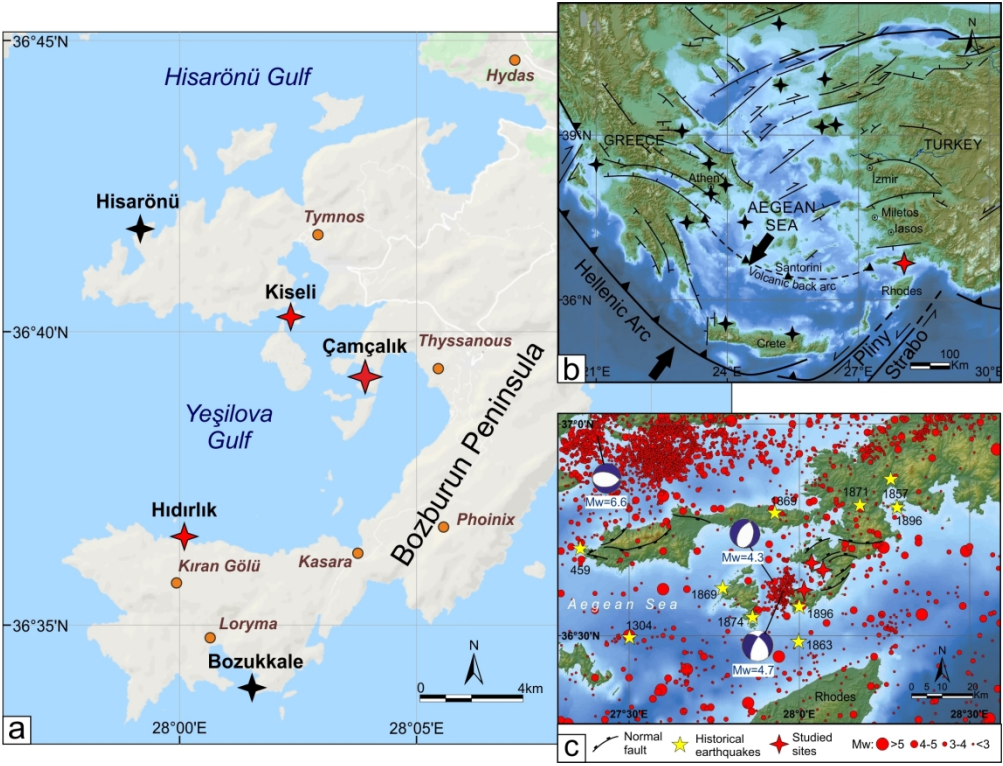 36°45'N
Hisarönü Gulf
Hydas
Hisarönü
Tymnos
Kiseli
36°40'N
Çamçalık
Thyssanous
Yeşilova
Gulf
Bozburun Peninsula
Hıdırlık
Phoinix
Kasara
Kıran Gölü
36°35'N
Loryma
Bozukkale
N
0 4km
28°00'E
28°05'E
a
N
39°N
GREECE
TURKEY
Athen
İzmir
AEGEAN
SEA
Miletos
Iasos
Santorini
Volcanic back arc
Rhodes
Hellenic Arc
36°N
Crete
Pliny
Strabo
100
Km
21°E
24°E
27°E
30°E
b
37°0'N
Mw=6.6
1869
1871
1857
1896
Mw=4.3
459
1869
Aegean Sea
1896
1874
36°30'N
1304
1863
Mw=4.7
N
Rhodes
0 5 10 20
Km
27°30'E
28°0'E
c
Normal
fault
Historical
earthquakes
Studied
sites
Mw: >5 4-5 3-4 <3